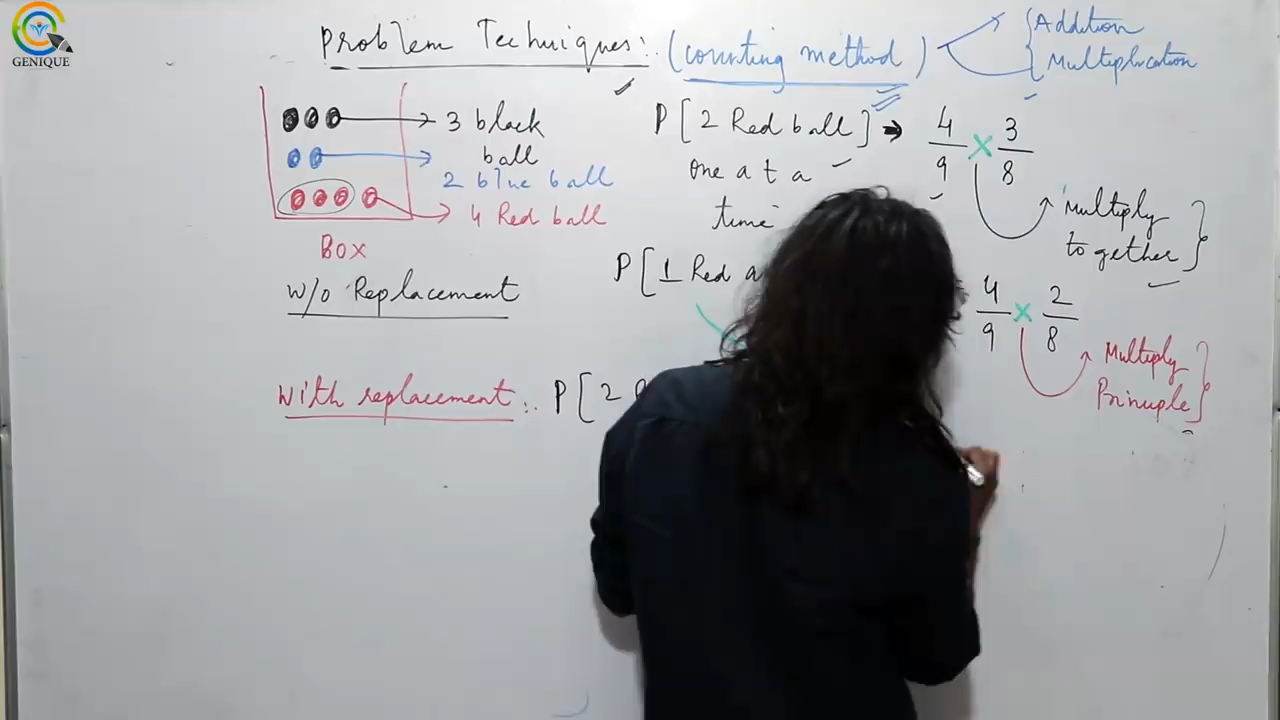 GENIQUE
Problem Techniques:. (counting method)
Addition
Multiplication
3 black
ball
2 blue ball
4 Red ball
Box
W/O Replacement
P[2 Red ball]
one at a
time
4/9 × 3/8
Multiply
together
P[1 Red a
4/9 × 2/8
Multiply
Prinuple
With replacement:. P[2